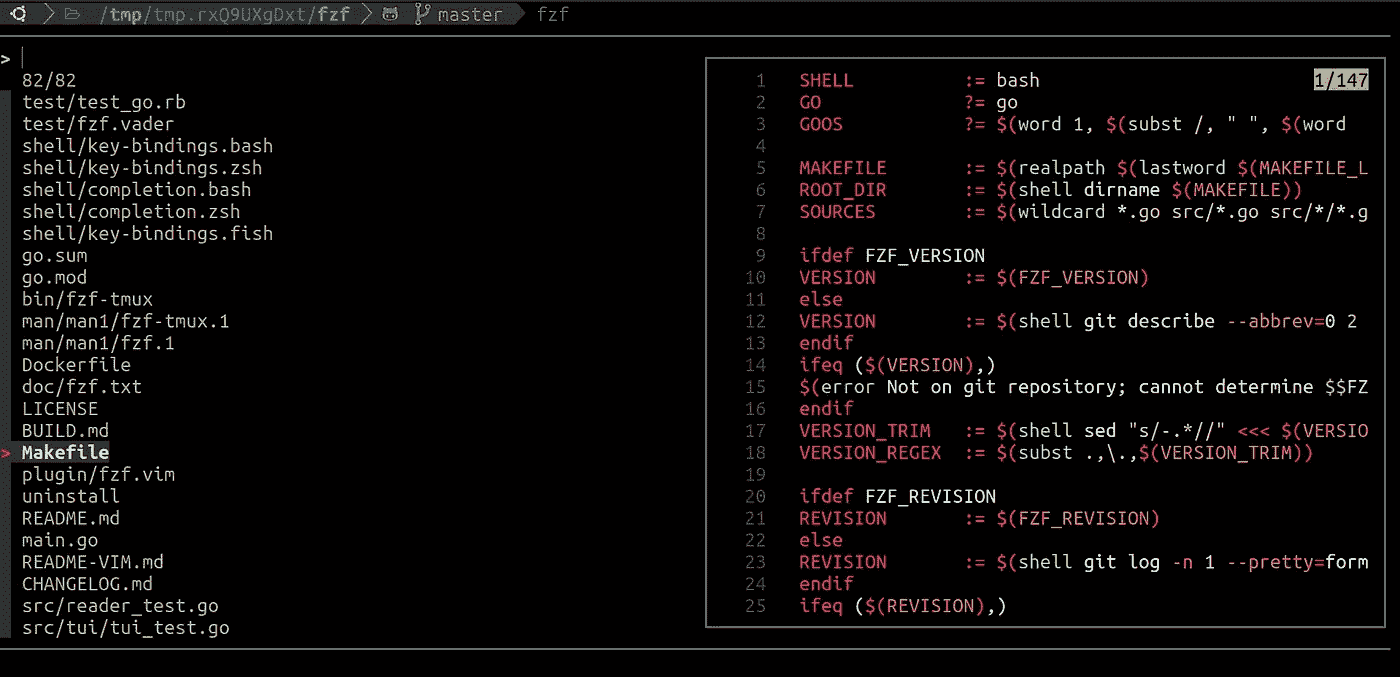 /tmp/tmp.rxQ9UXgDxt/fzf master fzf
>
82/82
test/test_go.rb
test/fzf.vader
shell/key-bindings.bash
shell/key-bindings.zsh
shell/completion.bash
shell/completion.zsh
shell/key-bindings.fish
go.sum
go.mod
bin/fzf-tmux
man/man1/fzf-tmux.1
man/man1/fzf.1
Dockerfile
doc/fzf.txt
LICENSE
BUILD.md
> Makefile
plugin/fzf.vim
uninstall
README.md
main.go
README-VIM.md
CHANGELOG.md
src/reader_test.go
src/tui/tui_test.go
1 SHELL := bash 1/147
2 GO ?= go
3 GOOS ?= $(word 1, $(subst /, " ", $(word
4
5 MAKEFILE := $(realpath $(lastword $(MAKEFILE_L
6 ROOT_DIR := $(shell dirname $(MAKEFILE))
7 SOURCES := $(wildcard *.go src/*.go src/*/*.g
8
9 ifdef FZF_VERSION
10 VERSION := $(FZF_VERSION)
11 else
12 VERSION := $(shell git describe --abbrev=0 2
13 endif
14 ifeq ($(VERSION),)
15 $(error Not on git repository; cannot determine $$FZ
16 endif
17 VERSION_TRIM := $(shell sed "s/-.*//" <<< $(VERSIO
18 VERSION_REGEX := $(subst .,\.,$(VERSION_TRIM))
19
20 ifdef FZF_REVISION
21 REVISION := $(FZF_REVISION)
22 else
23 REVISION := $(shell git log -n 1 --pretty=form
24 endif
25 ifeq ($(REVISION),)